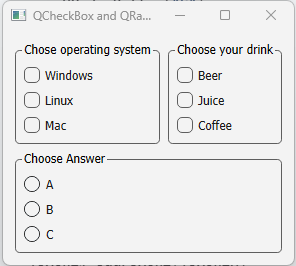 QCheckBox and QRa...
Chose operating system
Windows
Linux
Mac
Choose your drink
Beer
Juice
Coffee
Choose Answer
A
B
C